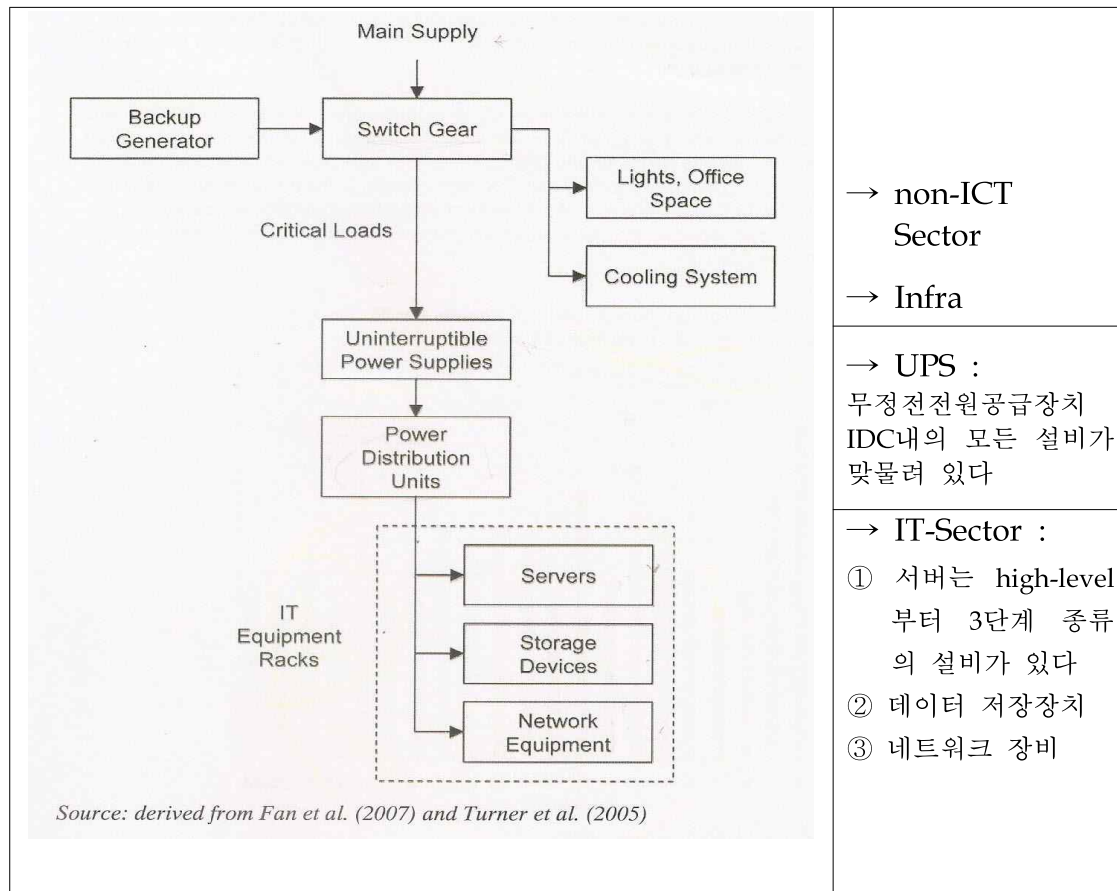 Main Supply
Backup
Generator
Switch Gear
Lights, Office
Space
Critical Loads
Cooling System
Uninterruptible
Power Supplies
Power
Distribution
Units
IT
Equipment
Racks
Servers
Storage
Devices
Network
Equipment
Source: derived from Fan et al. (2007) and Turner et al. (2005)
→ non-ICT
Sector
→ Infra
→ UPS :
무정전전원공급장치
IDC내의 모든 설비가
맞물려 있다
→ IT-Sector :
① 서버는 high-level
부터 3단계 종류
의 설비가 있다
② 데이터 저장장치
③ 네트워크 장비